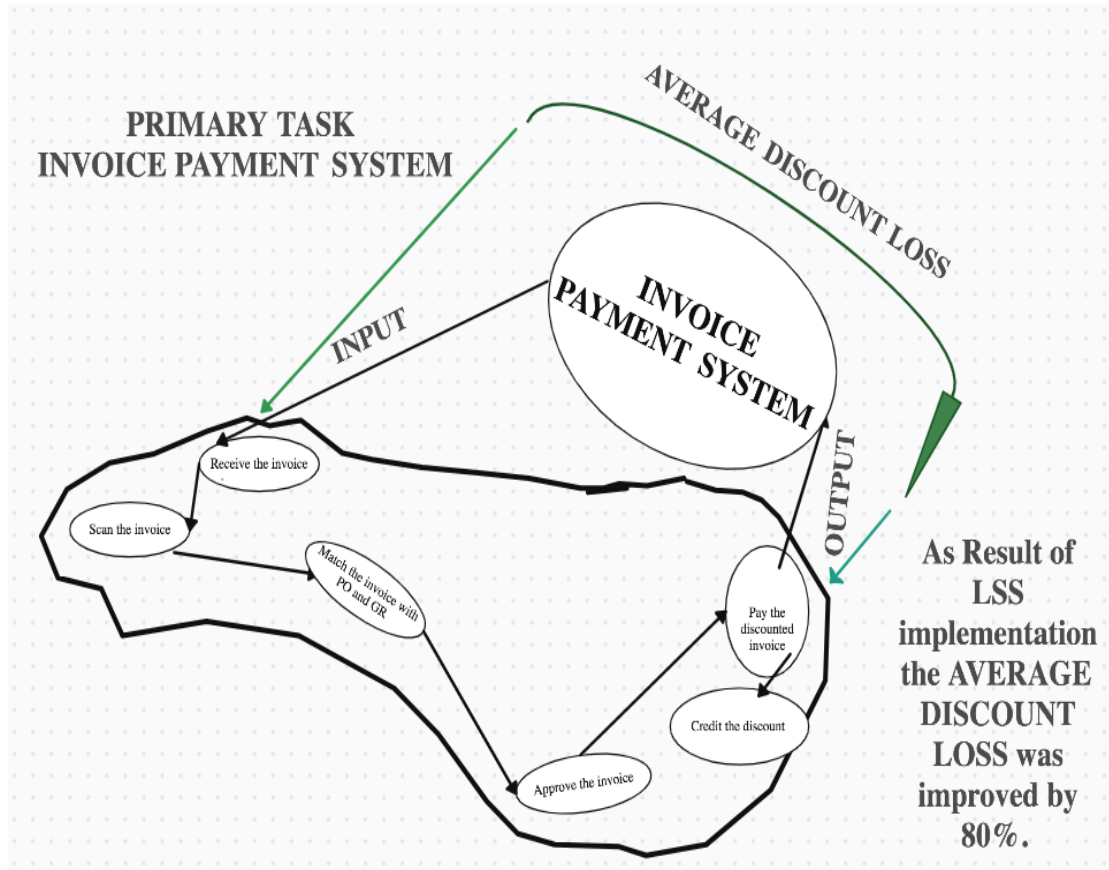 PRIMARY TASK
INVOICE PAYMENT SYSTEM
AVERAGE DISCOUNT LOSS
INVOICE
PAYMENT SYSTEM
INPUT
Receive the invoice
Scan the invoice
Match the invoice with
PO and GR
Approve the invoice
Pay the
discounted
invoice
Credit the discount
OUTPUT
As Result of
LSS
implementation
the AVERAGE
DISCOUNT
LOSS was
improved by
80%.